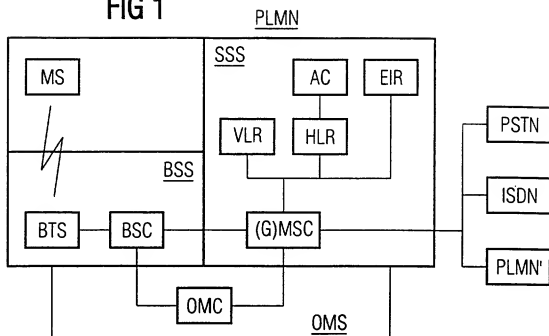 FIG 1
PLMN
SSS
MS
AC
EIR
VLR
HLR
PSTN
BSS
ISDN
BTS
BSC
(G)MSC
PLMN'
OMC
OMS